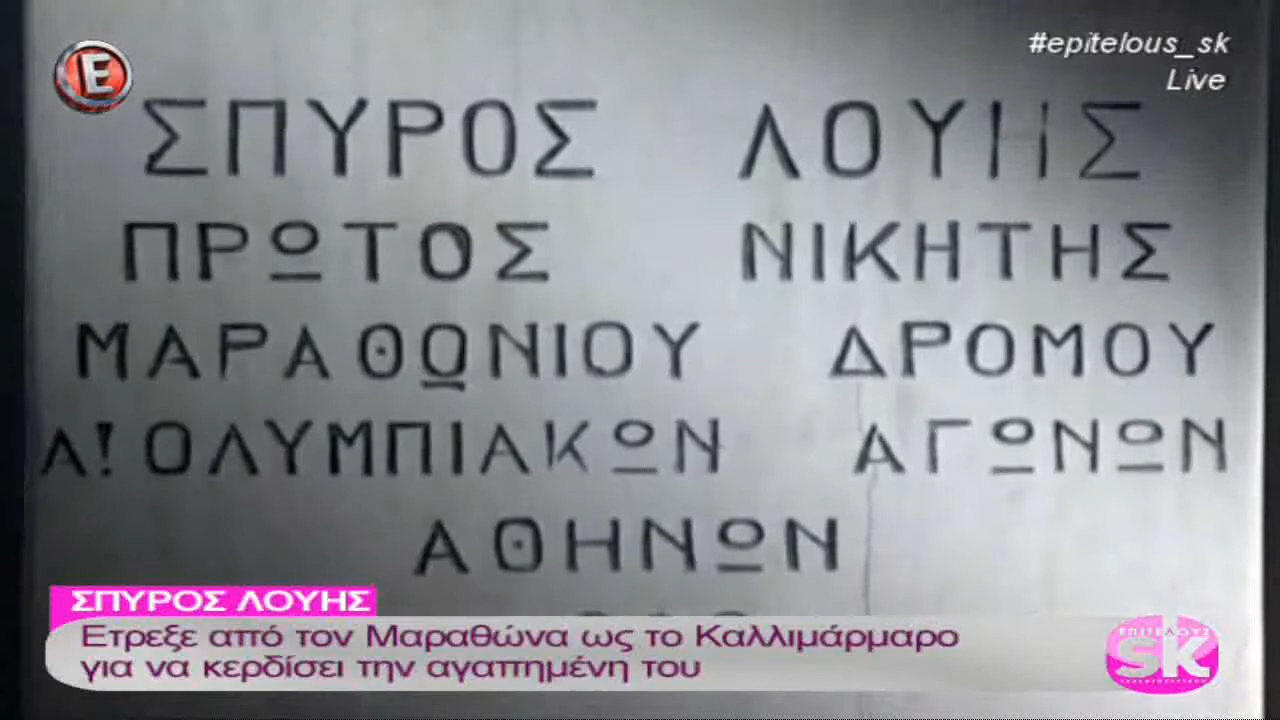 E
#epitelous_sk
Live
ΣΠΥΡΟΣ ΛΟΥΗΣ
ΠΡΩΤΟΣ ΝΙΚΗΤΗΣ
ΜΑΡΑΘΩΝΙΟΥ ΔΡΟΜΟΥ
Α! ΟΛΥΜΠΙΑΚΩΝ ΑΓΩΝΩΝ
ΑΘΗΝΩΝ
ΣΠΥΡΟΣ ΛΟΥΗΣ
Ετρεξε από τον Μαραθώνα ως το Καλλιμάρμαρο
για να κερδίσει την αγαπημένη του
ΕΠΙΤΕΛΟΥΣ
SK